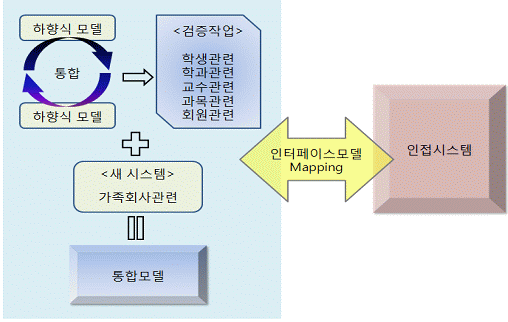 하향식 모델
통합
하향식 모델
<검증작업>
학생관련
학과관련
교수관련
과목관련
회원관련
<새 시스템>
가족회사관련
통합모델
인터페이스모델
Mapping
인접시스템